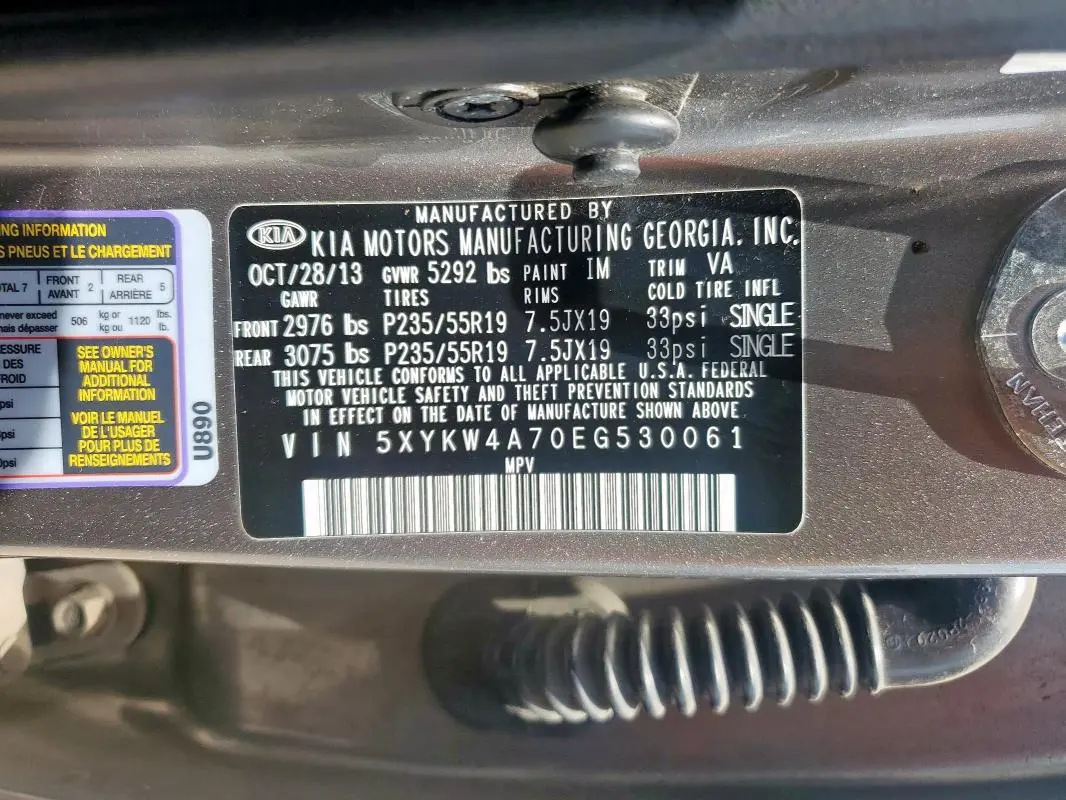 MANUFACTURED BY
KIA KIA MOTORS MANUFACTURING GEORGIA, INC.
OCT/28/13 GVWR 5292 lbs PAINT IM TRIM VA
GAWR TIRES RIMS COLD TIRE INFL
FRONT 2976 lbs P235/55R19 7.5JX19 33psi SINGLE
REAR 3075 lbs P235/55R19 7.5JX19 33psi SINGLE
THIS VEHICLE CONFORMS TO ALL APPLICABLE U.S.A. FEDERAL
MOTOR VEHICLE SAFETY AND THEFT PREVENTION STANDARDS
IN EFFECT ON THE DATE OF MANUFACTURE SHOWN ABOVE
VIN 5XYKW4A70EG530061
MPV
INFORMATION
PNEUS ET LE CHARGEMENT
7 FRONT 2 REAR 5
AVANT ARRIÈRE
never exceed 506 kg or 1120 lbs.
dépasser kg ou lb.
DES
psi
psi
SEE OWNER'S
MANUAL FOR
ADDITIONAL
INFORMATION
VOIR LE MANUEL
DE L'USAGER
POUR PLUS DE
RENSEIGNEMENTS
U890